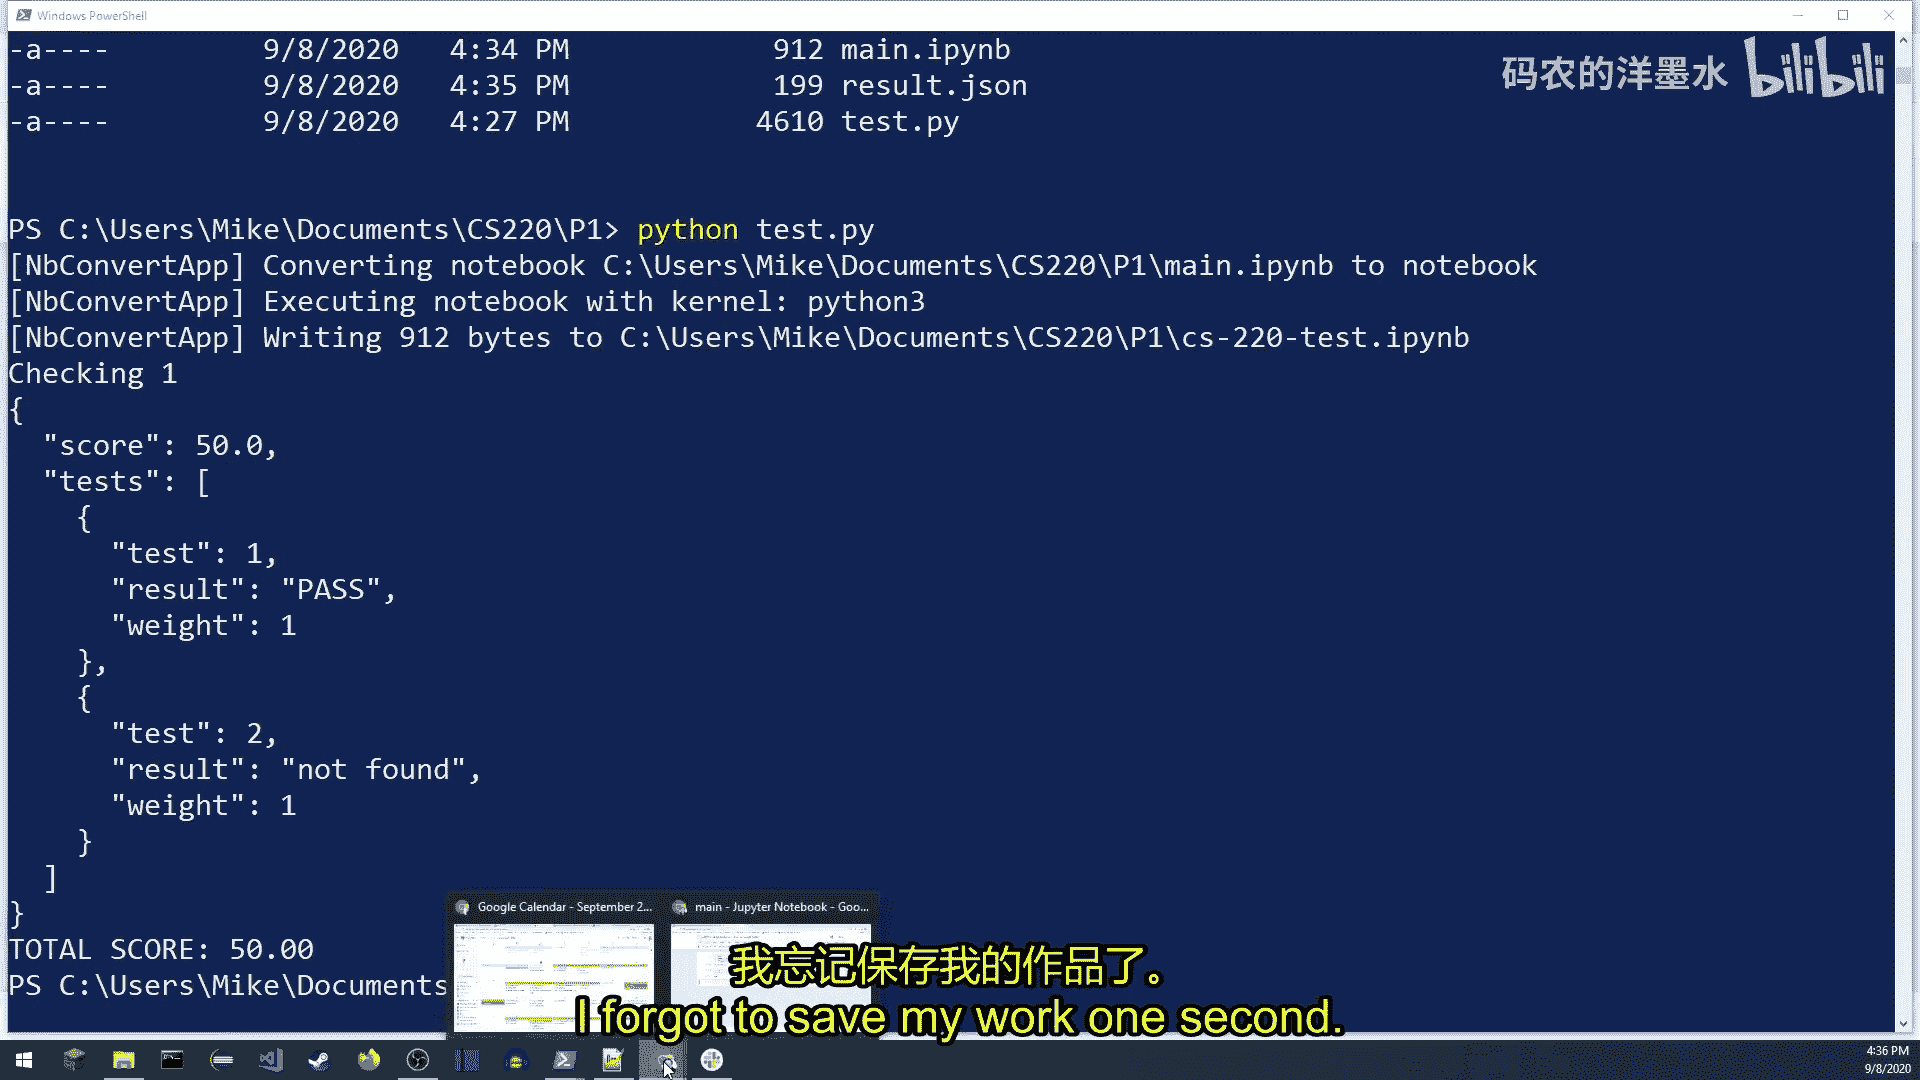 Windows PowerShell
-a---- 9/8/2020 4:34 PM 912 main.ipynb
-a---- 9/8/2020 4:35 PM 199 result.json
-a---- 9/8/2020 4:27 PM 4610 test.py
码农的洋墨水 bilibili
PS C:\Users\Mike\Documents\CS220\P1> python test.py
[NbConvertApp] Converting notebook C:\Users\Mike\Documents\CS220\P1\main.ipynb to notebook
[NbConvertApp] Executing notebook with kernel: python3
[NbConvertApp] Writing 912 bytes to C:\Users\Mike\Documents\CS220\P1\cs-220-test.ipynb
Checking 1
{
  "score": 50.0,
  "tests": [
    {
      "test": 1,
      "result": "PASS",
      "weight": 1
    },
    {
      "test": 2,
      "result": "not found",
      "weight": 1
    }
  ]
}
TOTAL SCORE: 50.00
PS C:\Users\Mike\Documents
Google Calendar - September 2...
main - Jupyter Notebook - Goo...
我忘记保存我的作品了。
I forgot to save my work one second.
4:36 PM
9/8/2020